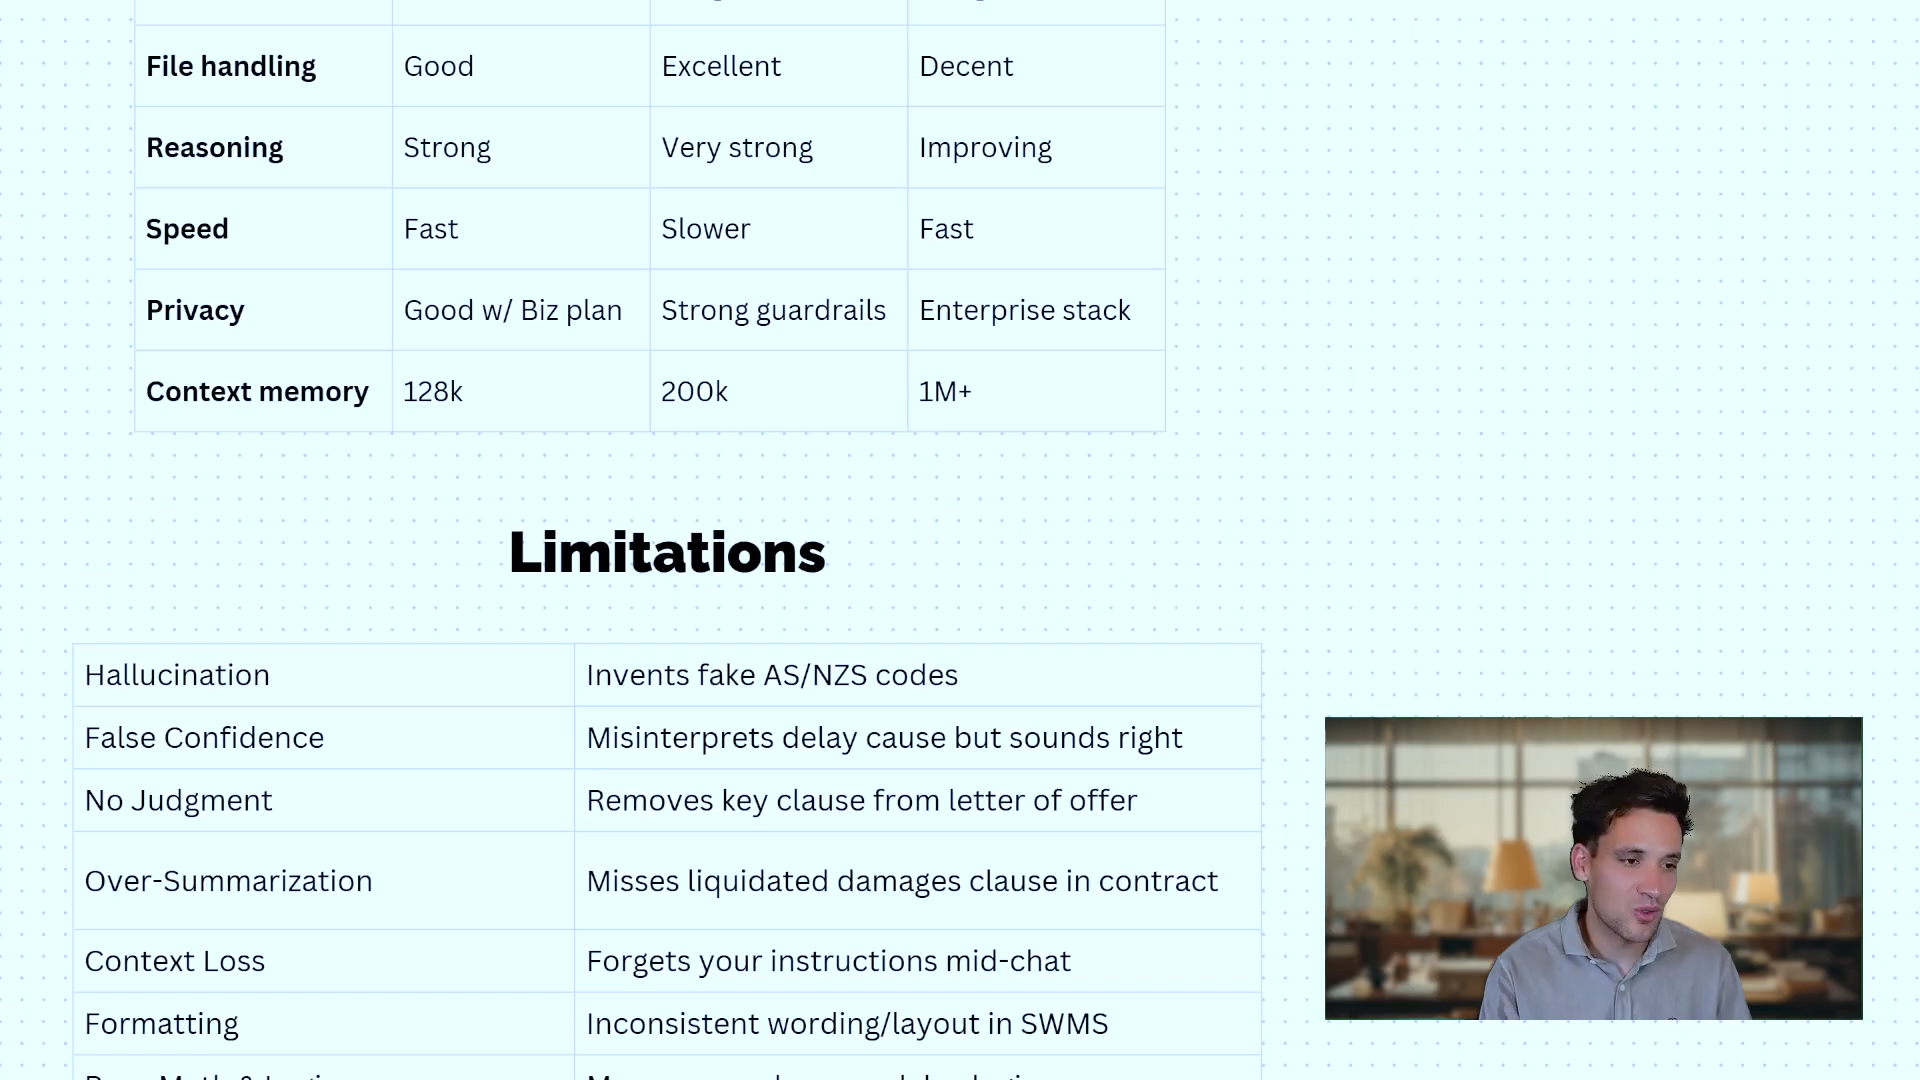 File handling Good Excellent Decent
Reasoning Strong Very strong Improving
Speed Fast Slower Fast
Privacy Good w/ Biz plan Strong guardrails Enterprise stack
Context memory 128k 200k 1M+
Limitations
Hallucination Invents fake AS/NZS codes
False Confidence Misinterprets delay cause but sounds right
No Judgment Removes key clause from letter of offer
Over-Summarization Misses liquidated damages clause in contract
Context Loss Forgets your instructions mid-chat
Formatting Inconsistent wording/layout in SWMS